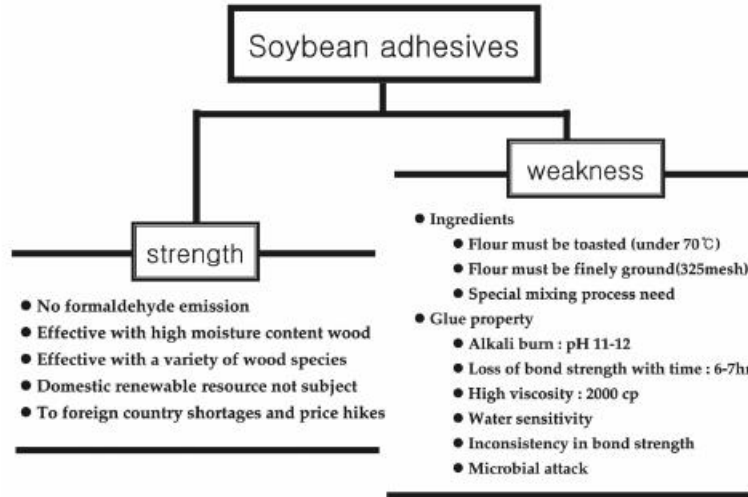 Soybean adhesives
strength
● No formaldehyde emission
● Effective with high moisture content wood
● Effective with a variety of wood species
● Domestic renewable resource not subject
● To foreign country shortages and price hikes
weakness
● Ingredients
● Flour must be toasted (under 70℃)
● Flour must be finely ground(325mesh)
● Special mixing process need
● Glue property
● Alkali burn : pH 11-12
● Loss of bond strength with time : 6-7hr
● High viscosity : 2000 cp
● Water sensitivity
● Inconsistency in bond strength
● Microbial attack